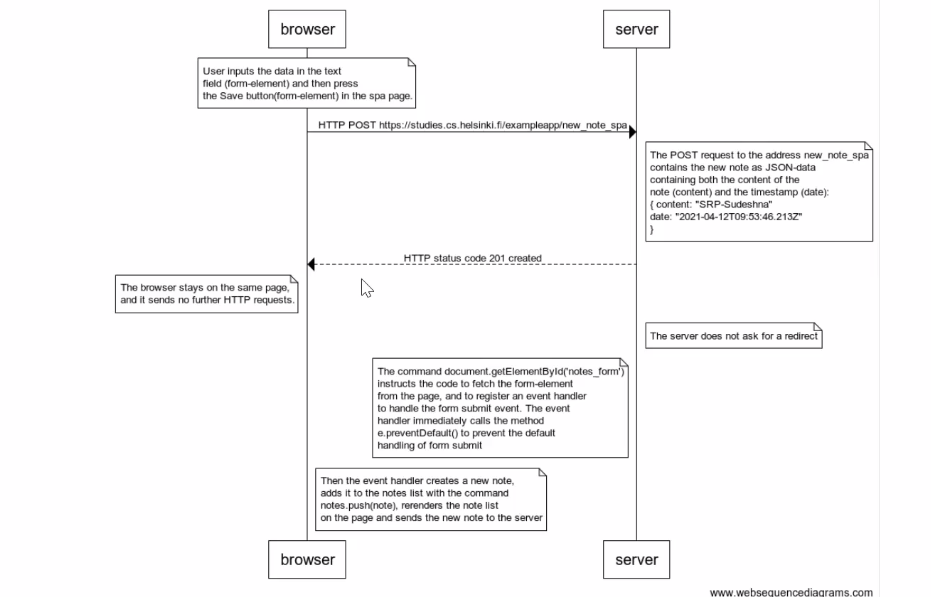 browser
server
User inputs the data in the text
field (form-element) and then press
the Save button(form-element) in the spa page.
HTTP POST https://studies.cs.helsinki.fi/exampleapp/new_note_spa
The POST request to the address new_note_spa
contains the new note as JSON-data
containing both the content of the
note (content) and the timestamp (date):
{ content: "SRP-Sudeshna"
date: "2021-04-12T09:53:46.213Z"
}
HTTP status code 201 created
The browser stays on the same page,
and it sends no further HTTP requests.
The server does not ask for a redirect
The command document.getElementById('notes_form')
instructs the code to fetch the form-element
from the page, and to register an event handler
to handle the form submit event. The event
handler immediately calls the method
e.preventDefault() to prevent the default
handling of form submit
Then the event handler creates a new note,
adds it to the notes list with the command
notes.push(note), rerenders the note list
on the page and sends the new note to the server
browser
server
www.websequencediagrams.com